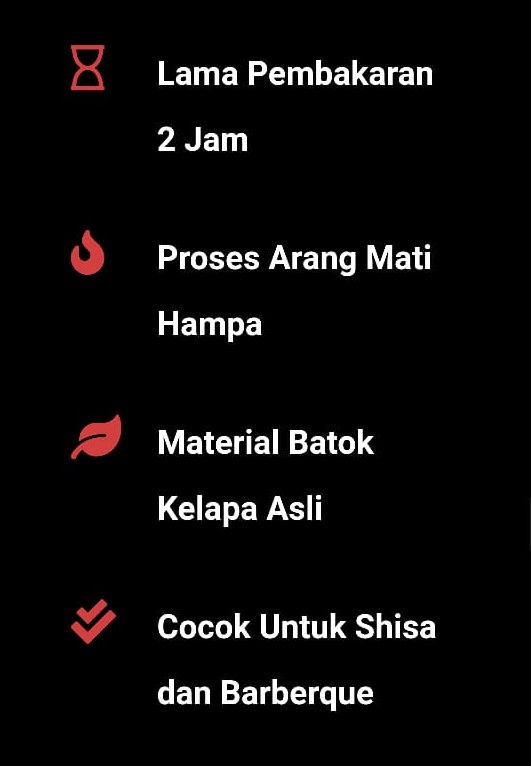 Lama Pembakaran
2 Jam
Proses Arang Mati
Hampa
Material Batok
Kelapa Asli
Cocok Untuk Shisa
dan Barberque